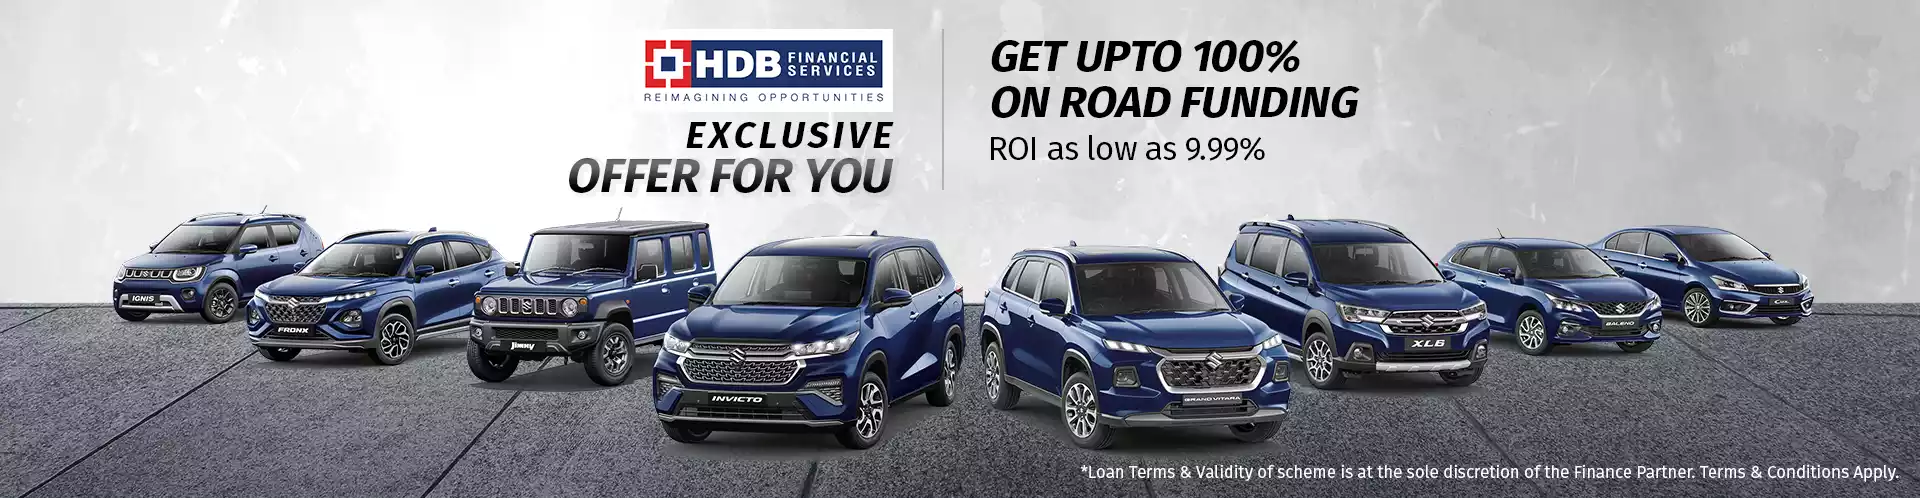 HDB FINANCIAL
SERVICES
REIMAGINING OPPORTUNITIES
EXCLUSIVE
OFFER FOR YOU
GET UPTO 100%
ON ROAD FUNDING
ROI as low as 9.99%
IGNIS
FRONX
Jimny
INVICTO
GRAND VITARA
XL6
BALENO
Ciaz
*Loan Terms & Validity of scheme is at the sole discretion of the Finance Partner. Terms & Conditions Apply.